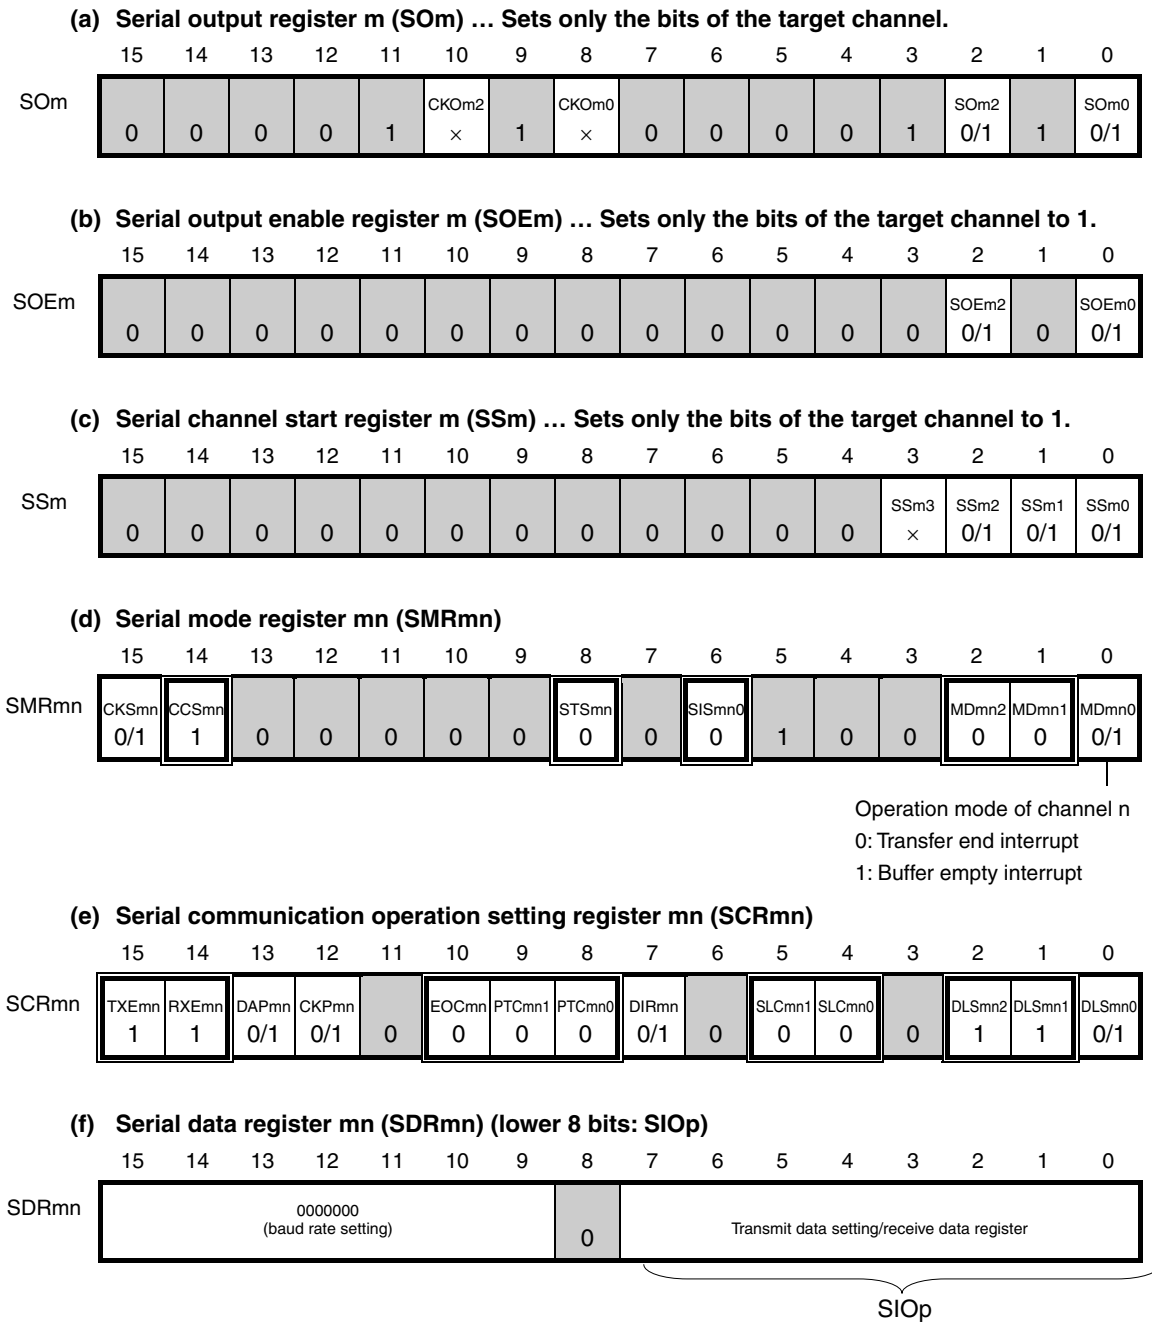 (a) Serial output register m (SOm) … Sets only the bits of the target channel.
15 14 13 12 11 10 9 8 7 6 5 4 3 2 1 0
CKOm2 CKOm0 SOm2 SOm0
SOm
0 0 0 0 1 × 1 × 0 0 0 0 1 0/1 1 0/1
(b) Serial output enable register m (SOEm) … Sets only the bits of the target channel to 1.
15 14 13 12 11 10 9 8 7 6 5 4 3 2 1 0
SOEm2 SOEm0
SOEm
0 0 0 0 0 0 0 0 0 0 0 0 0 0/1 0 0/1
(c) Serial channel start register m (SSm) … Sets only the bits of the target channel to 1.
15 14 13 12 11 10 9 8 7 6 5 4 3 2 1 0
SSm3 SSm2 SSm1 SSm0
SSm
0 0 0 0 0 0 0 0 0 0 0 0 × 0/1 0/1 0/1
(d) Serial mode register mn (SMRmn)
15 14 13 12 11 10 9 8 7 6 5 4 3 2 1 0
SMRmn CKSmn CCSmn STSmn SISmn0 MDmn2 MDmn1 MDmn0
0/1 1 0 0 0 0 0 0 0 0 1 0 0 0 0 0/1
Operation mode of channel n
0: Transfer end interrupt
1: Buffer empty interrupt
(e) Serial communication operation setting register mn (SCRmn)
15 14 13 12 11 10 9 8 7 6 5 4 3 2 1 0
SCRmn TXEmn RXEmn DAPmn CKPmn EOCmn PTCmn1 PTCmn0 DIRmn SLCmn1 SLCmn0 DLSmn2 DLSmn1 DLSmn0
1 1 0/1 0/1 0 0 0 0 0/1 0 0 0 0 1 1 0/1
(f) Serial data register mn (SDRmn) (lower 8 bits: SIOp)
15 14 13 12 11 10 9 8 7 6 5 4 3 2 1 0
SDRmn 0000000
(baud rate setting) 0 Transmit data setting/receive data register
SIOp